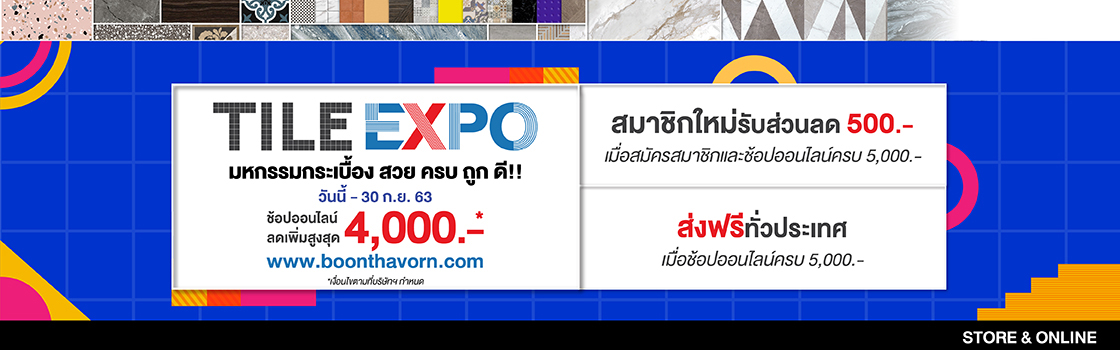 TILE EXPO
มหกรรมกระเบื้อง สวย ครบ ถูก ดี!!
วันนี้ - 30 ก.ย. 63
ช้อปออนไลน์
ลดเพิ่มสูงสุด 4,000.-*
www.boonthavorn.com
*เงื่อนไขตามที่บริษัทฯ กำหนด
สมาชิกใหม่รับส่วนลด 500.-
เมื่อสมัครสมาชิกและช้อปออนไลน์ครบ 5,000.-
ส่งฟรีทั่วประเทศ
เมื่อช้อปออนไลน์ครบ 5,000.-
STORE & ONLINE